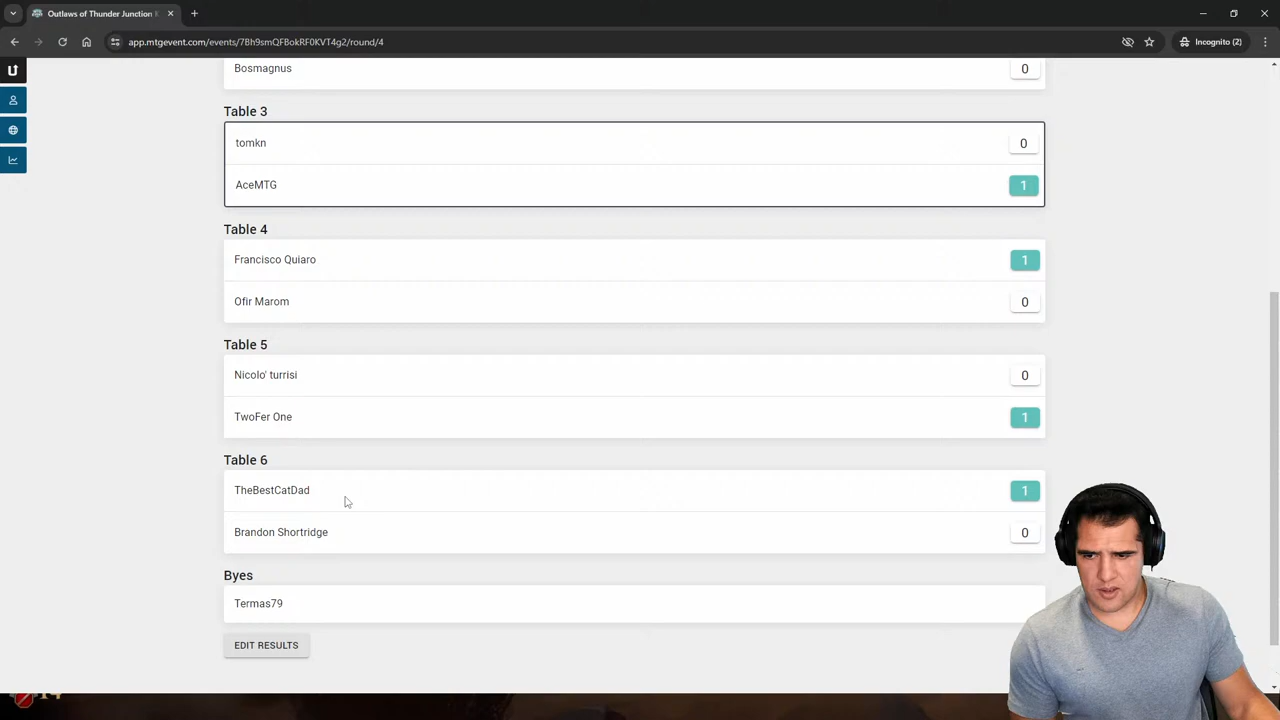 Outlaws of Thunder Junction
app.mtgevent.com/events/7Bh9smQFBokRF0KVT4g2/round/4
Incognito (2)
Bosmagnus 0
Table 3
tomkn 0
AceMTG 1
Table 4
Francisco Quiaro 1
Ofir Marom 0
Table 5
Nicolo' turrisi 0
TwoFer One 1
Table 6
TheBestCatDad 1
Brandon Shortridge 0
Byes
Termas79
EDIT RESULTS